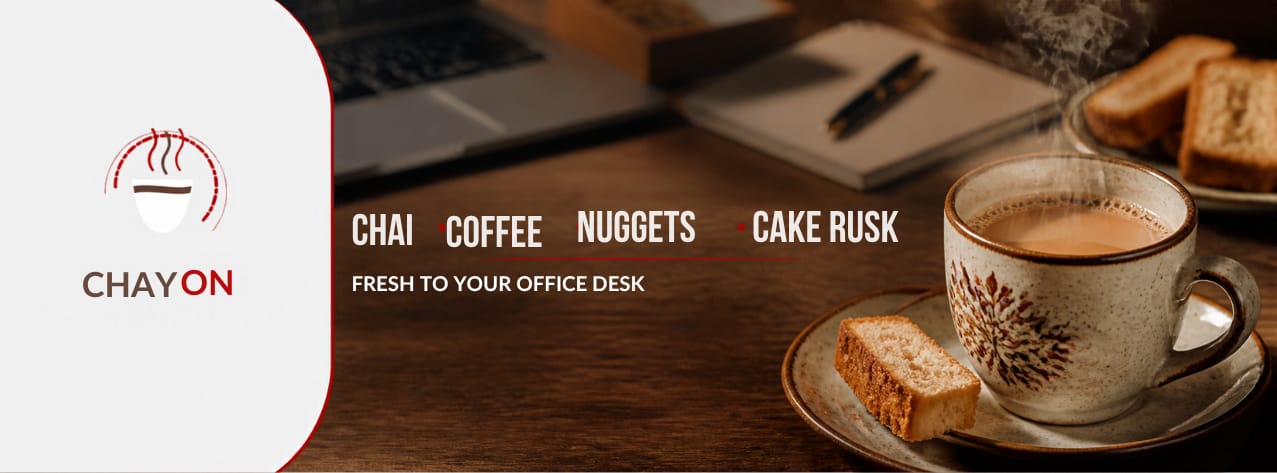 CHAYON
CHAI COFFEE NUGGETS CAKE RUSK
FRESH TO YOUR OFFICE DESK